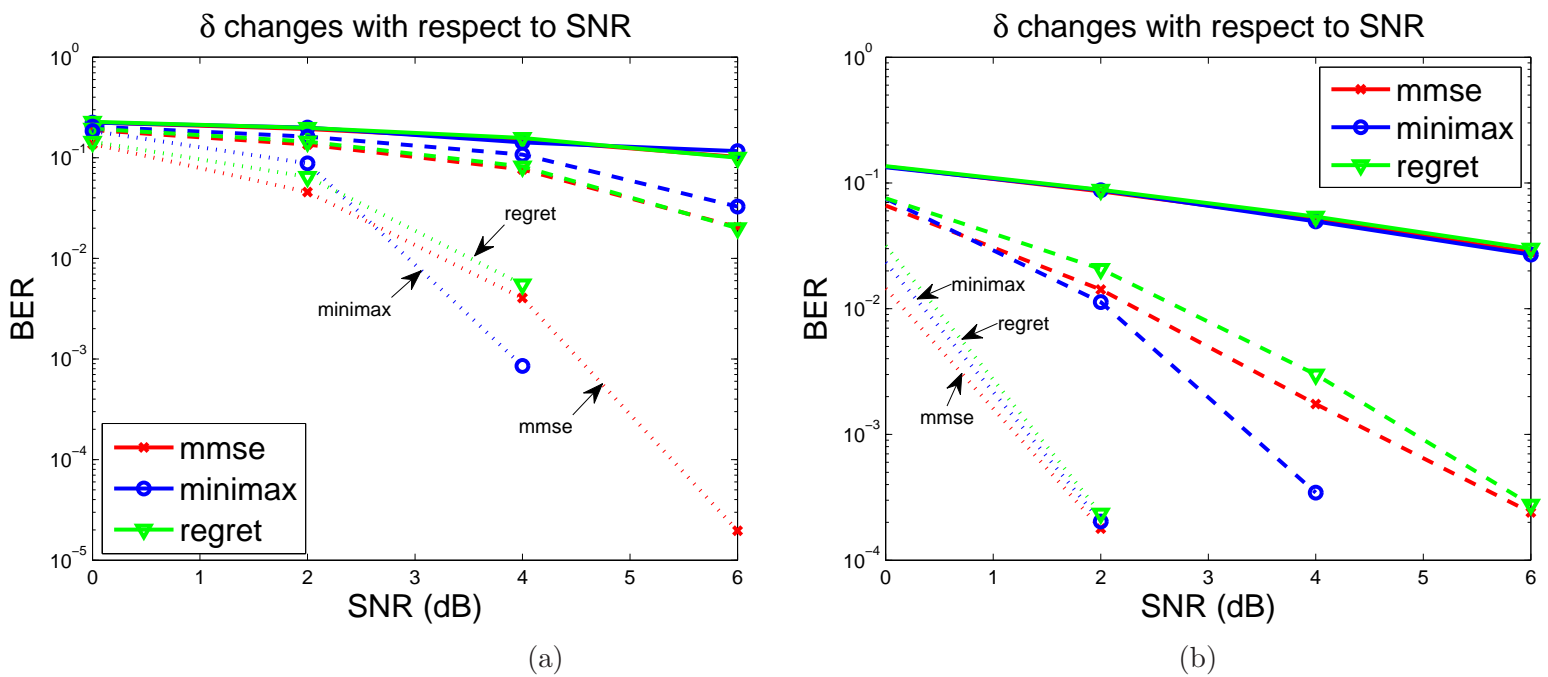 δ changes with respect to SNR
BER
10^0
10^−1
10^−2
10^−3
10^−4
10^−5
regret
minimax
mmse
mmse
minimax
regret
0 1 2 3 4 5 6
SNR (dB)
(a)
δ changes with respect to SNR
BER
10^0
10^−1
10^−2
10^−3
10^−4
mmse
minimax
regret
minimax
regret
mmse
0 1 2 3 4 5 6
SNR (dB)
(b)